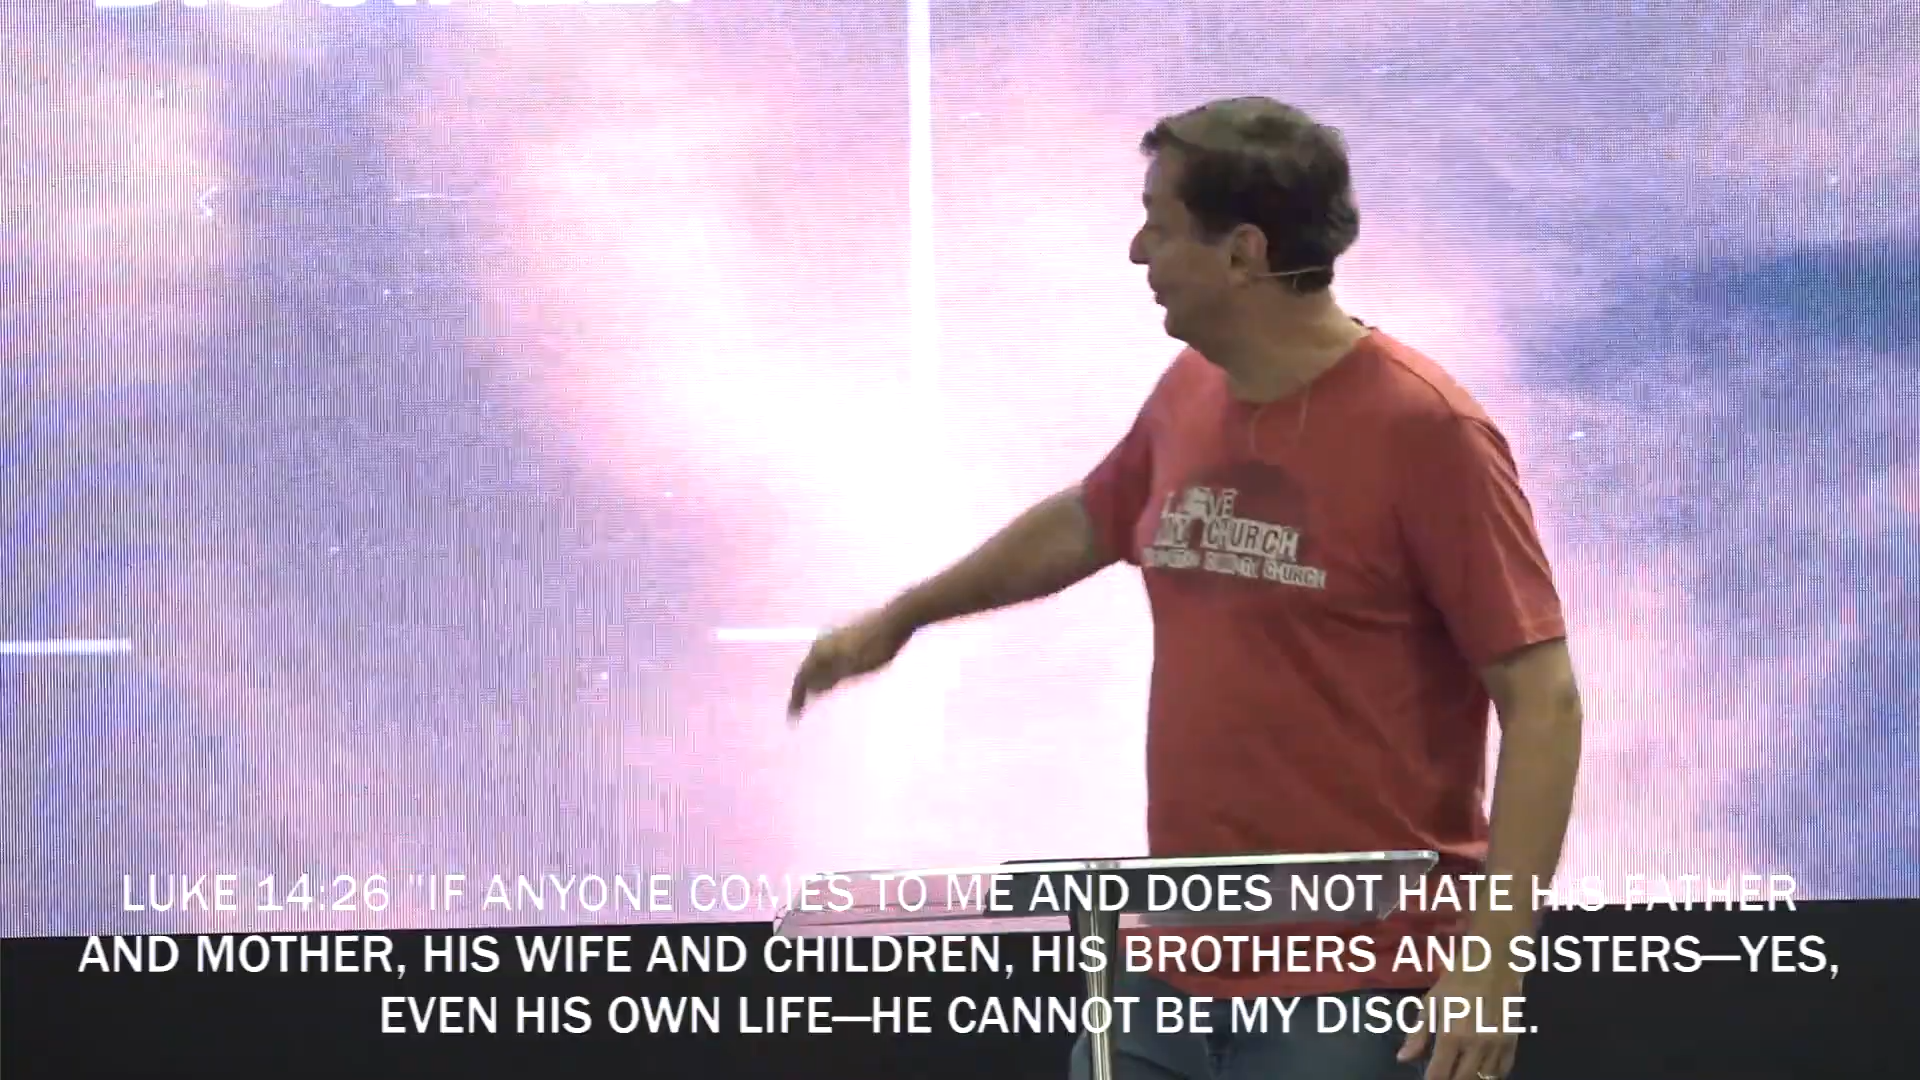 MY CHURCH
LUKE 14:26 "IF ANYONE COMES TO ME AND DOES NOT HATE HIS FATHER
AND MOTHER, HIS WIFE AND CHILDREN, HIS BROTHERS AND SISTERS—YES,
EVEN HIS OWN LIFE—HE CANNOT BE MY DISCIPLE.